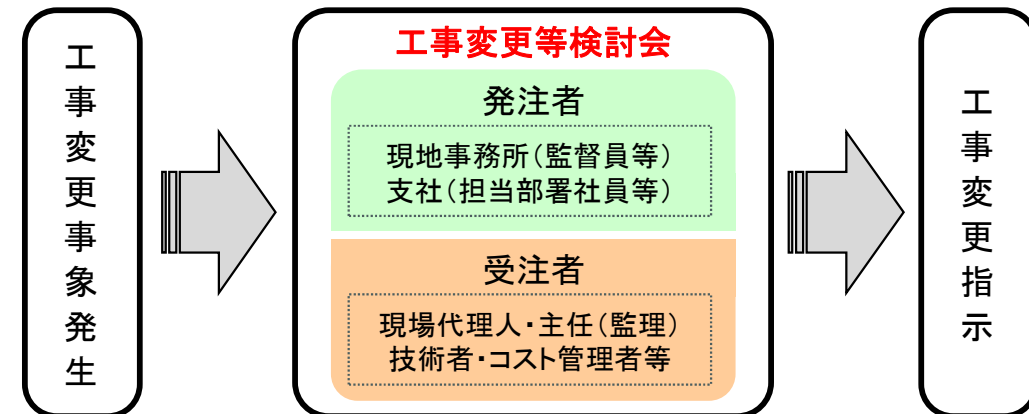 工事変更事象発生
工事変更等検討会
発注者
現地事務所（監督員等）
支社（担当部署社員等）
受注者
現場代理人・主任（監理）
技術者・コスト管理者等
工事変更指示